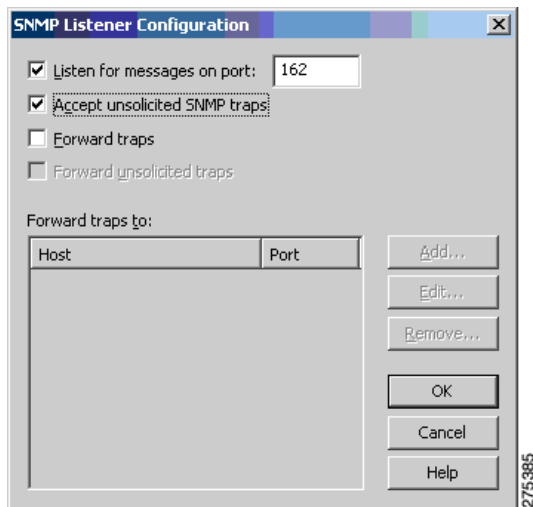 SNMP Listener Configuration
Listen for messages on port: 162
Accept unsolicited SNMP traps
Forward traps
Forward unsolicited traps
Forward traps to:
Host Port
Add...
Edit...
Remove...
OK
Cancel
Help
275385